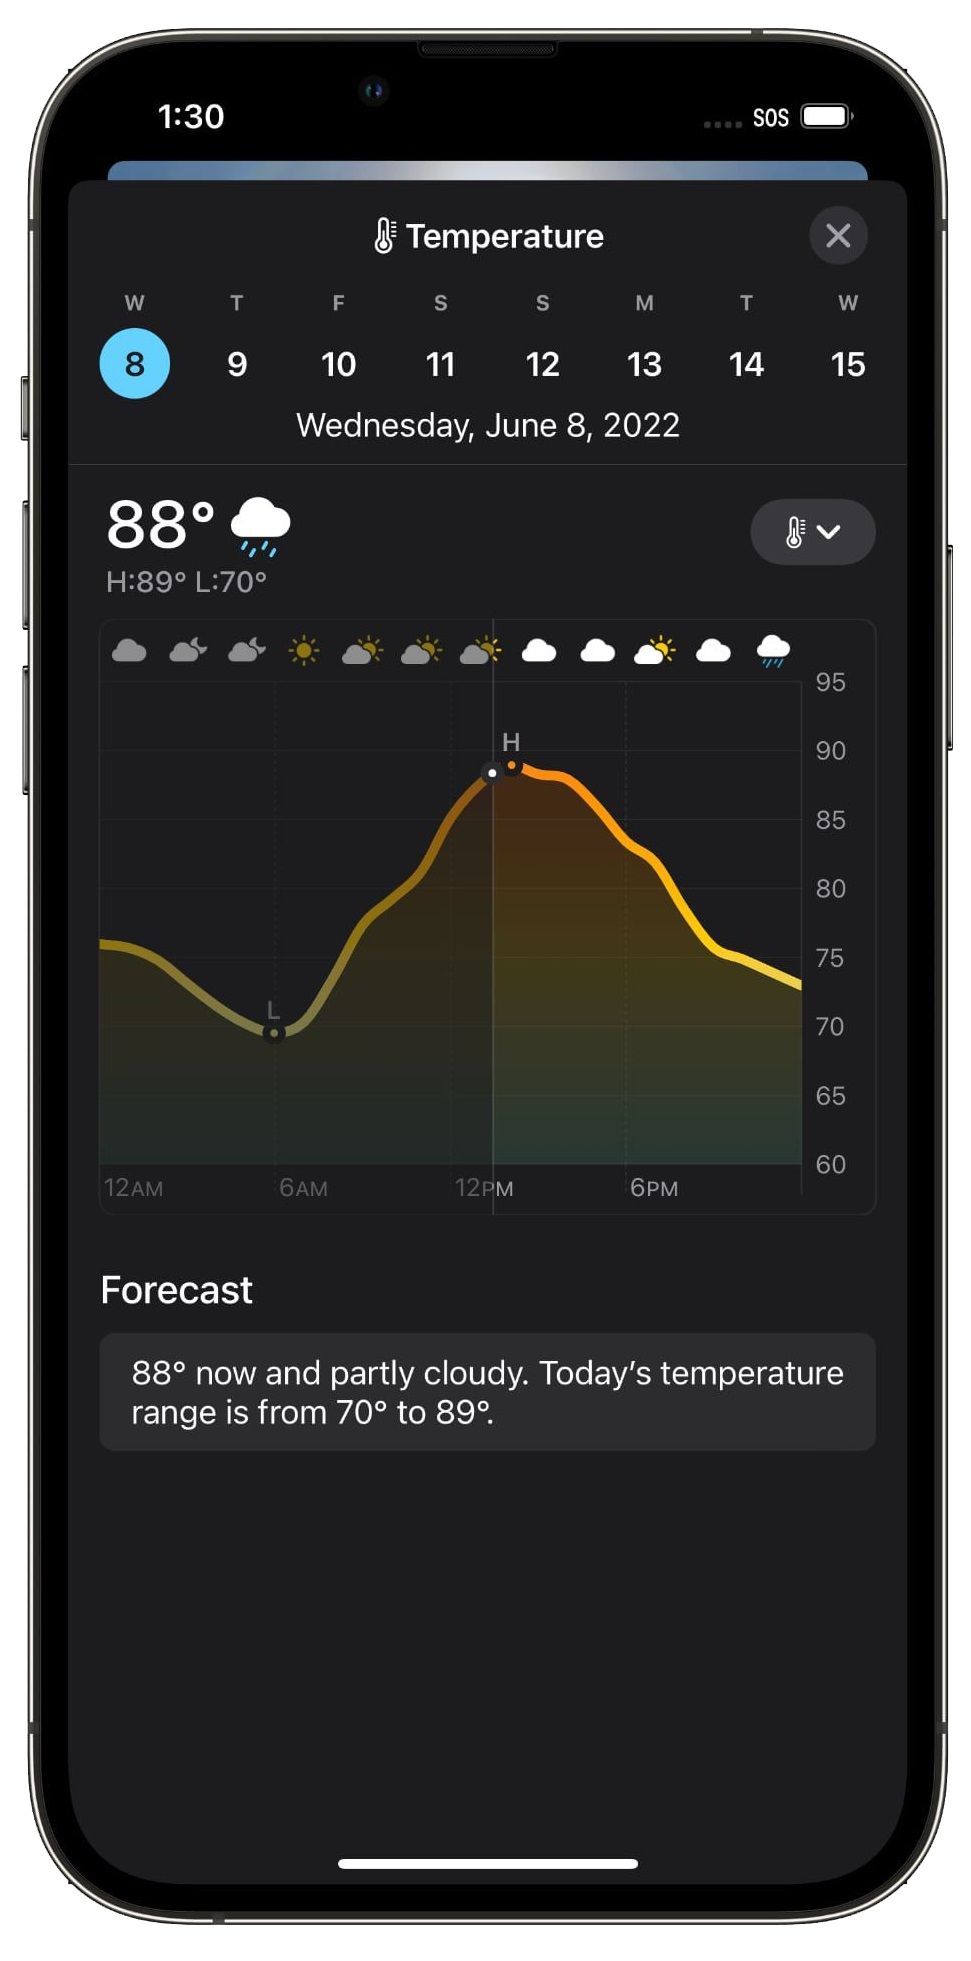 1:30
SOS
Temperature
W T F S S M T W
8 9 10 11 12 13 14 15
Wednesday, June 8, 2022
88°
H:89° L:70°
95
H
90
85
80
75
L
70
65
60
12AM 6AM 12PM 6PM
Forecast
88° now and partly cloudy. Today's temperature
range is from 70° to 89°.